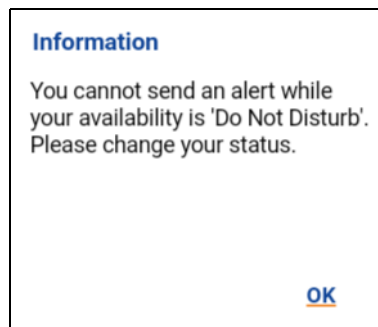 Information
You cannot send an alert while
your availability is 'Do Not Disturb'.
Please change your status.
OK